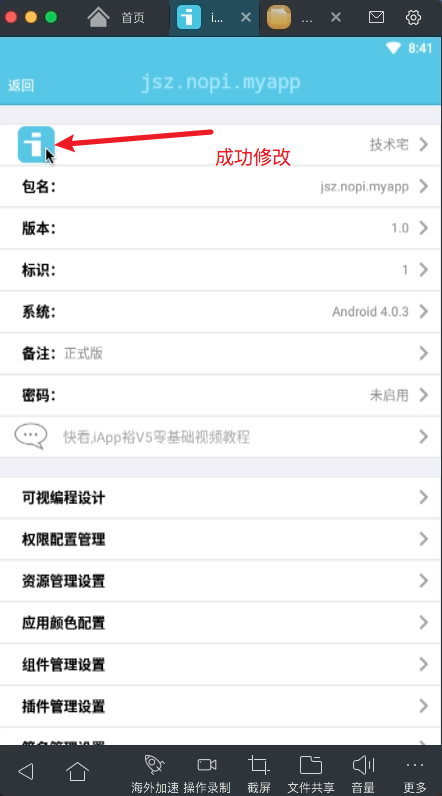 首页
i...
...
8:41
返回
jsz.nopi.myapp
技术宅
成功修改
包名：
jsz.nopi.myapp
版本：
1.0
标识：
1
系统：
Android 4.0.3
备注：正式版
密码：
未启用
快看,iApp裕V5零基础视频教程
可视编程设计
权限配置管理
资源管理设置
应用颜色配置
组件管理设置
插件管理设置
海外加速 操作录制 截屏 文件共享 音量 更多